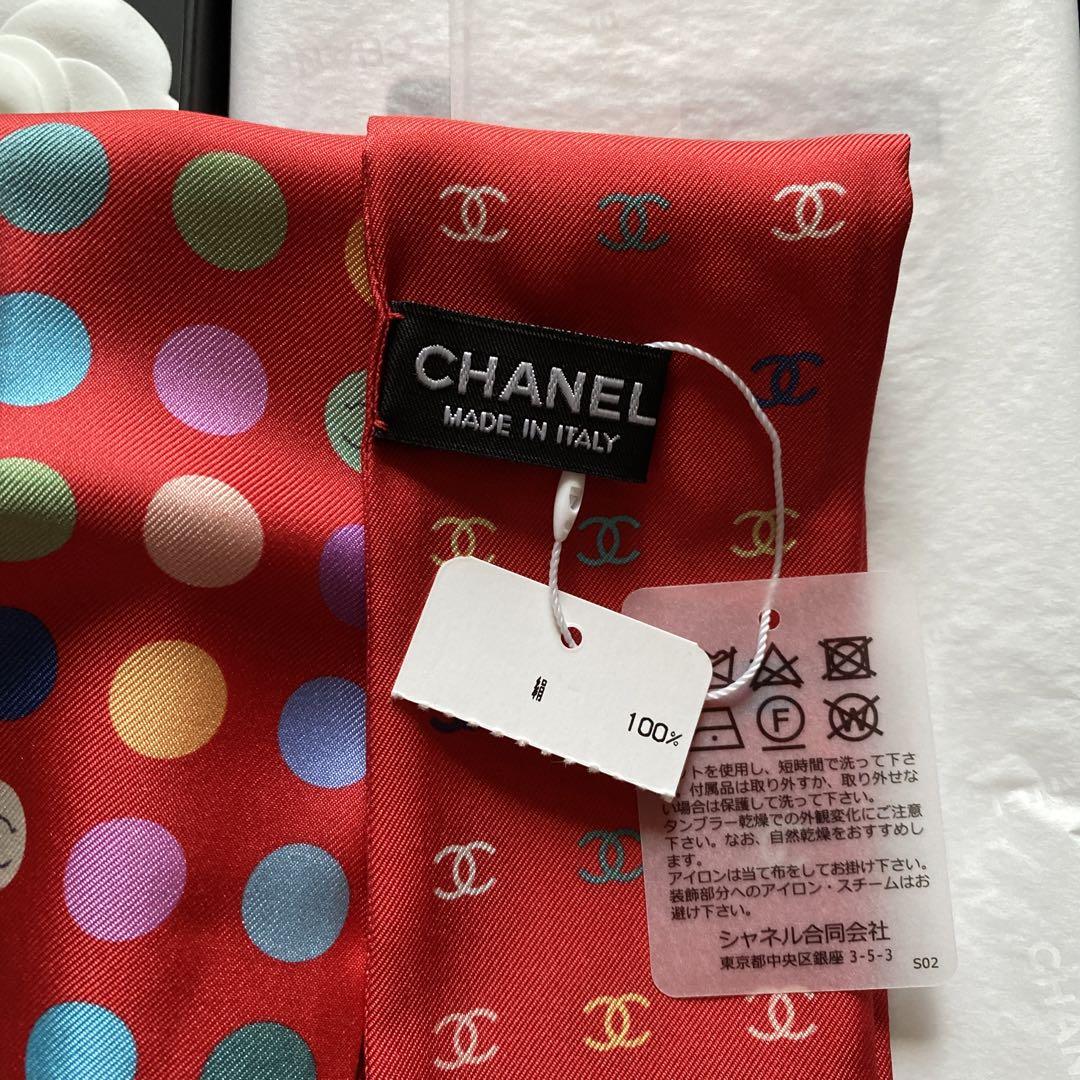 CHANEL
MADE IN ITALY
絹
100%
F
W
トを使用し、短時間で洗って下さ
付属品は取り外すか、取り外せな
い場合は保護して洗って下さい。
タンブラー乾燥での外観変化にご注意
下さい。なお、自然乾燥をおすすめし
ます。
アイロンは当て布をしてお掛け下さい。
装飾部分へのアイロン・スチームはお
避け下さい。
シャネル合同会社
東京都中央区銀座 3-5-3
S02
CHAN